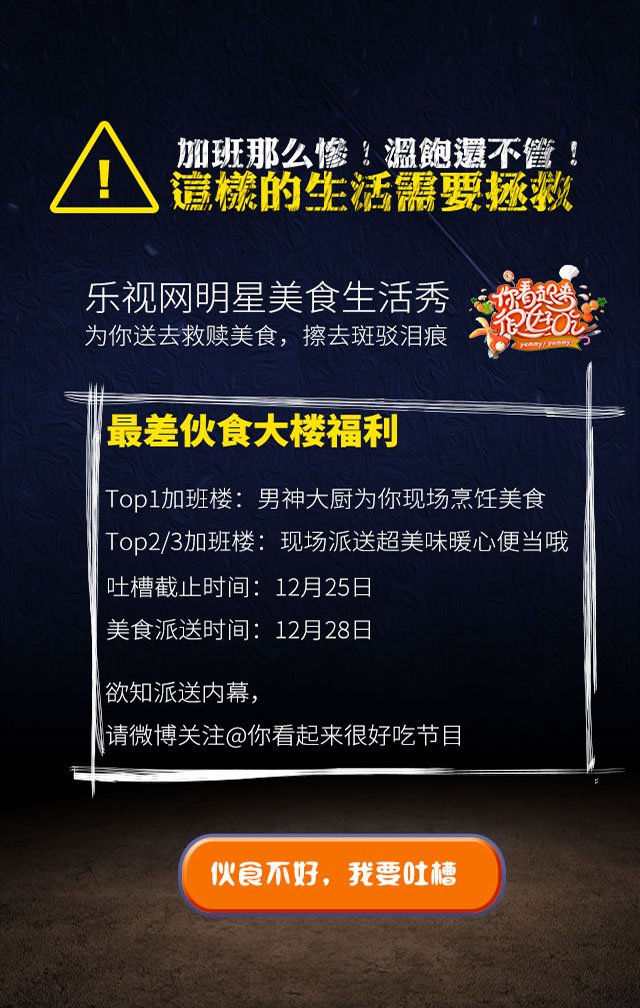 !
加班那么慘！溫飽還不管！
這樣的生活需要拯救
乐视网明星美食生活秀
为你送去救赎美食，擦去斑驳泪痕
你看起来
很好吃
yummy! yummy!
最差伙食大楼福利
Top1加班楼：男神大厨为你现场烹饪美食
Top2/3加班楼：现场派送超美味暖心便当哦
吐槽截止时间：12月25日
美食派送时间：12月28日
欲知派送内幕，
请微博关注@你看起来很好吃节目
伙食不好，我要吐槽